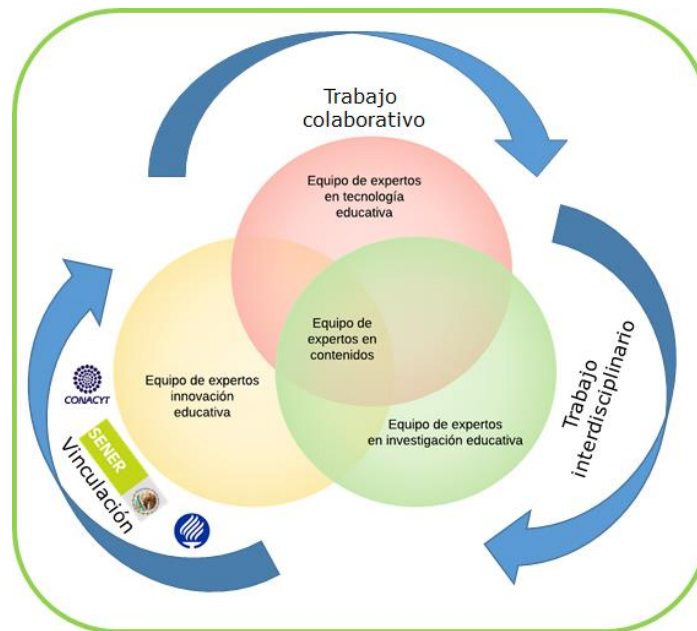 Trabajo
colaborativo
Equipo de expertos
en tecnología
educativa
Equipo de
expertos en
contenidos
Equipo de expertos
innovación
educativa
Equipo de expertos
en investigación educativa
Trabajo
interdisciplinario
CONACYT
SENER
Vinculación